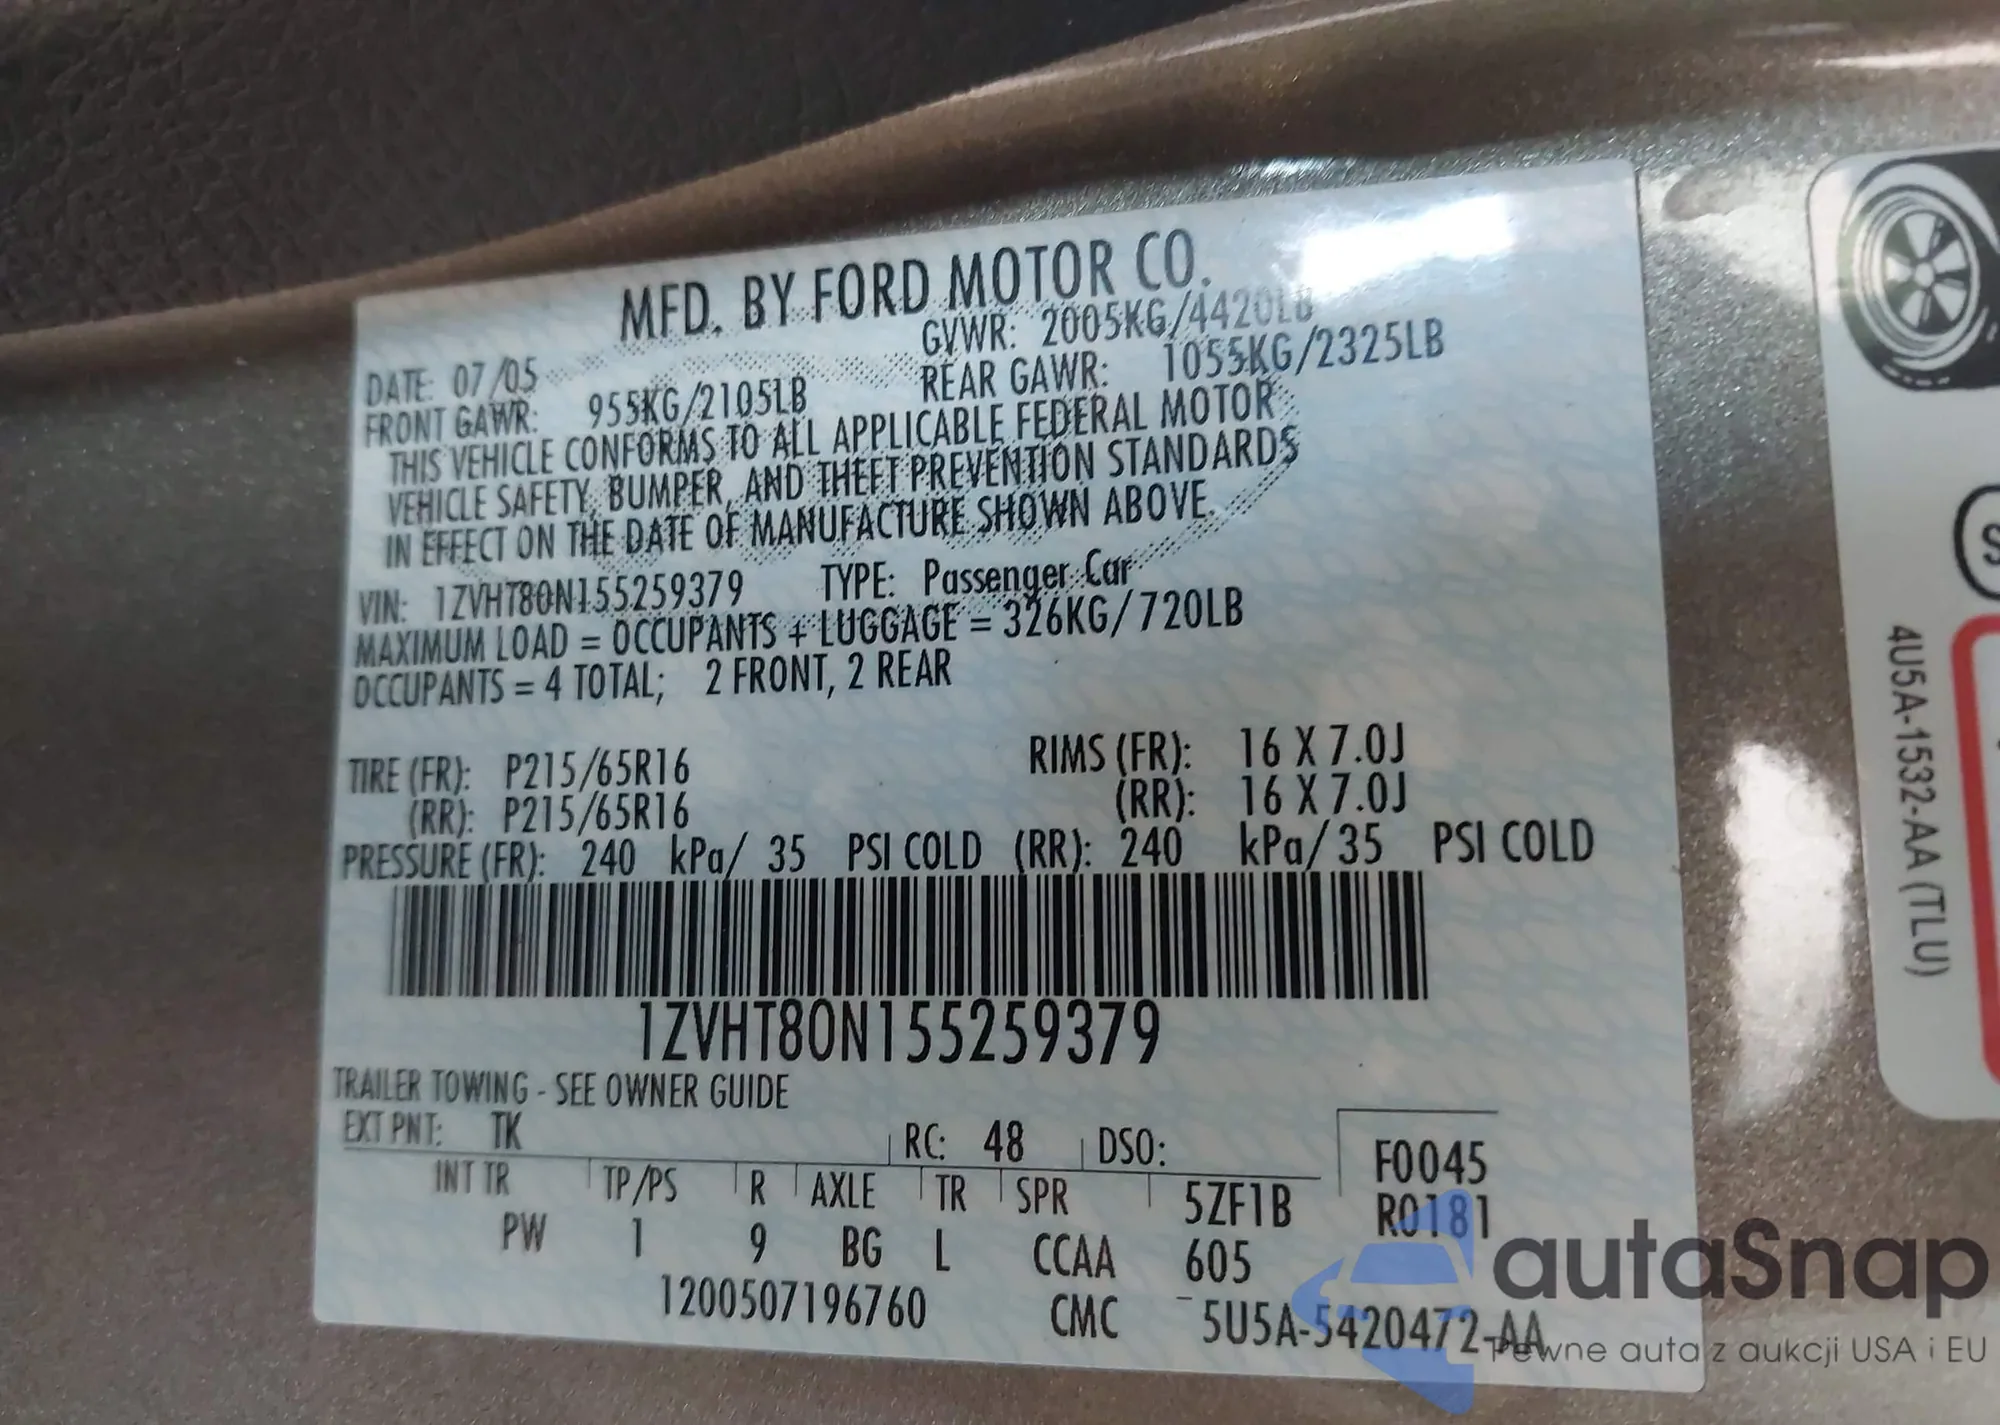 MFD. BY FORD MOTOR CO.
DATE: 07/05 GVWR: 2005KG/4420LB
FRONT GAWR: 955KG/2105LB REAR GAWR: 1055KG/2325LB
THIS VEHICLE CONFORMS TO ALL APPLICABLE FEDERAL MOTOR
VEHICLE SAFETY, BUMPER, AND THEFT PREVENTION STANDARDS
IN EFFECT ON THE DATE OF MANUFACTURE SHOWN ABOVE.
VIN: 1ZVHT80N155259379 TYPE: Passenger Car
MAXIMUM LOAD = OCCUPANTS + LUGGAGE = 326KG/720LB
OCCUPANTS = 4 TOTAL; 2 FRONT, 2 REAR
TIRE (FR): P215/65R16 RIMS (FR): 16 X 7.0J
(RR): P215/65R16 (RR): 16 X 7.0J
PRESSURE (FR): 240 kPa/ 35 PSI COLD (RR): 240 kPa/ 35 PSI COLD
1ZVHT80N155259379
TRAILER TOWING - SEE OWNER GUIDE
EXT PNT: TK RC: 48 DSO: F0045
INT TR TP/PS R AXLE TR SPR 5ZF1B R0181
PW 1 9 BG L CCAA 605
1200507196760 CMC 5U5A-5420472-AA
4U5A-1532-AA (TLU)
autaSnap
Pewne auta z aukcji USA i EU